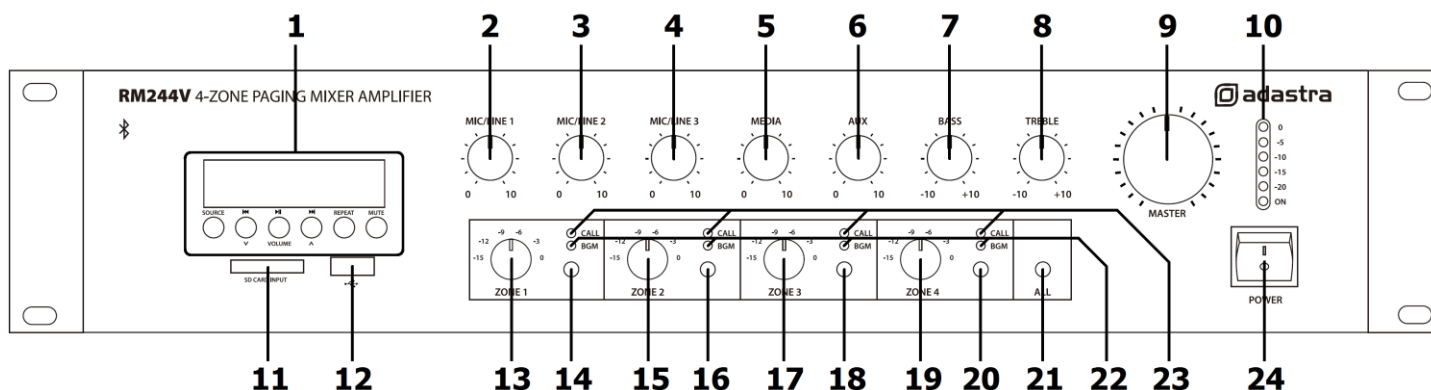 1 2 3 4 5 6 7 8 9 10
RM244V 4-ZONE PAGING MIXER AMPLIFIER
adastra
MIC/LINE 1 MIC/LINE 2 MIC/LINE 3 MEDIA AUX BASS TREBLE
0 10 0 10 0 10 0 10 0 10 -10 +10 -10 +10
MASTER
0
-5
-10
-15
-20
ON
SOURCE REPEAT MUTE
VOLUME
SD CARD INPUT
-15 -12 -9 -6 -3 0 CALL BGM
ZONE 1
-15 -12 -9 -6 -3 0 CALL BGM
ZONE 2
-15 -12 -9 -6 -3 0 CALL BGM
ZONE 3
-15 -12 -9 -6 -3 0 CALL BGM
ZONE 4
ALL
POWER
11 12 13 14 15 16 17 18 19 20 21 22 23 24